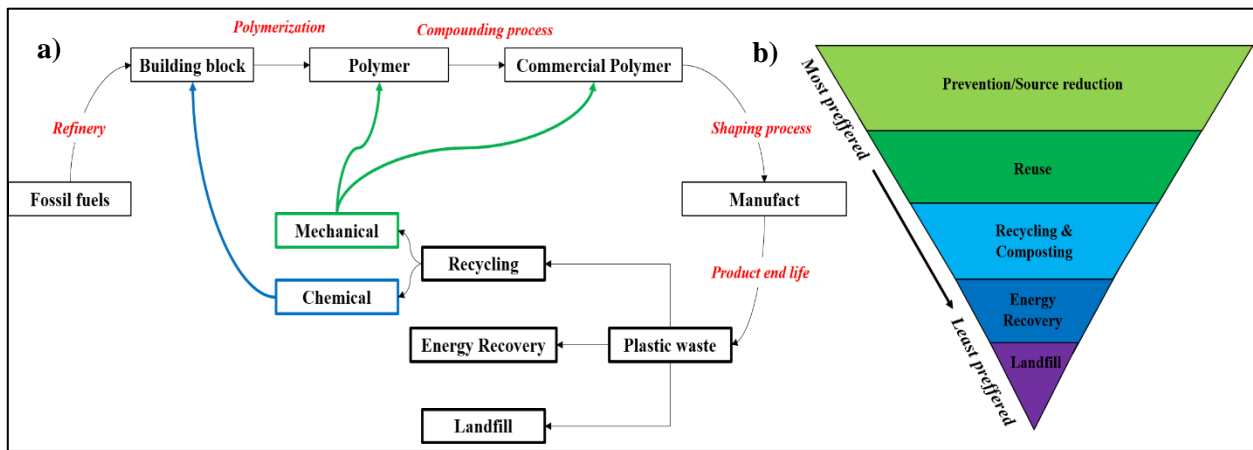 a)
Polymerization
Compounding process
Building block
Polymer
Commercial Polymer
Refinery
Shaping process
Fossil fuels
Manufact
Mechanical
Recycling
Product end life
Chemical
Energy Recovery
Plastic waste
Landfill
b)
Most preffered
Least preffered
Prevention/Source reduction
Reuse
Recycling &
Composting
Energy
Recovery
Landfill